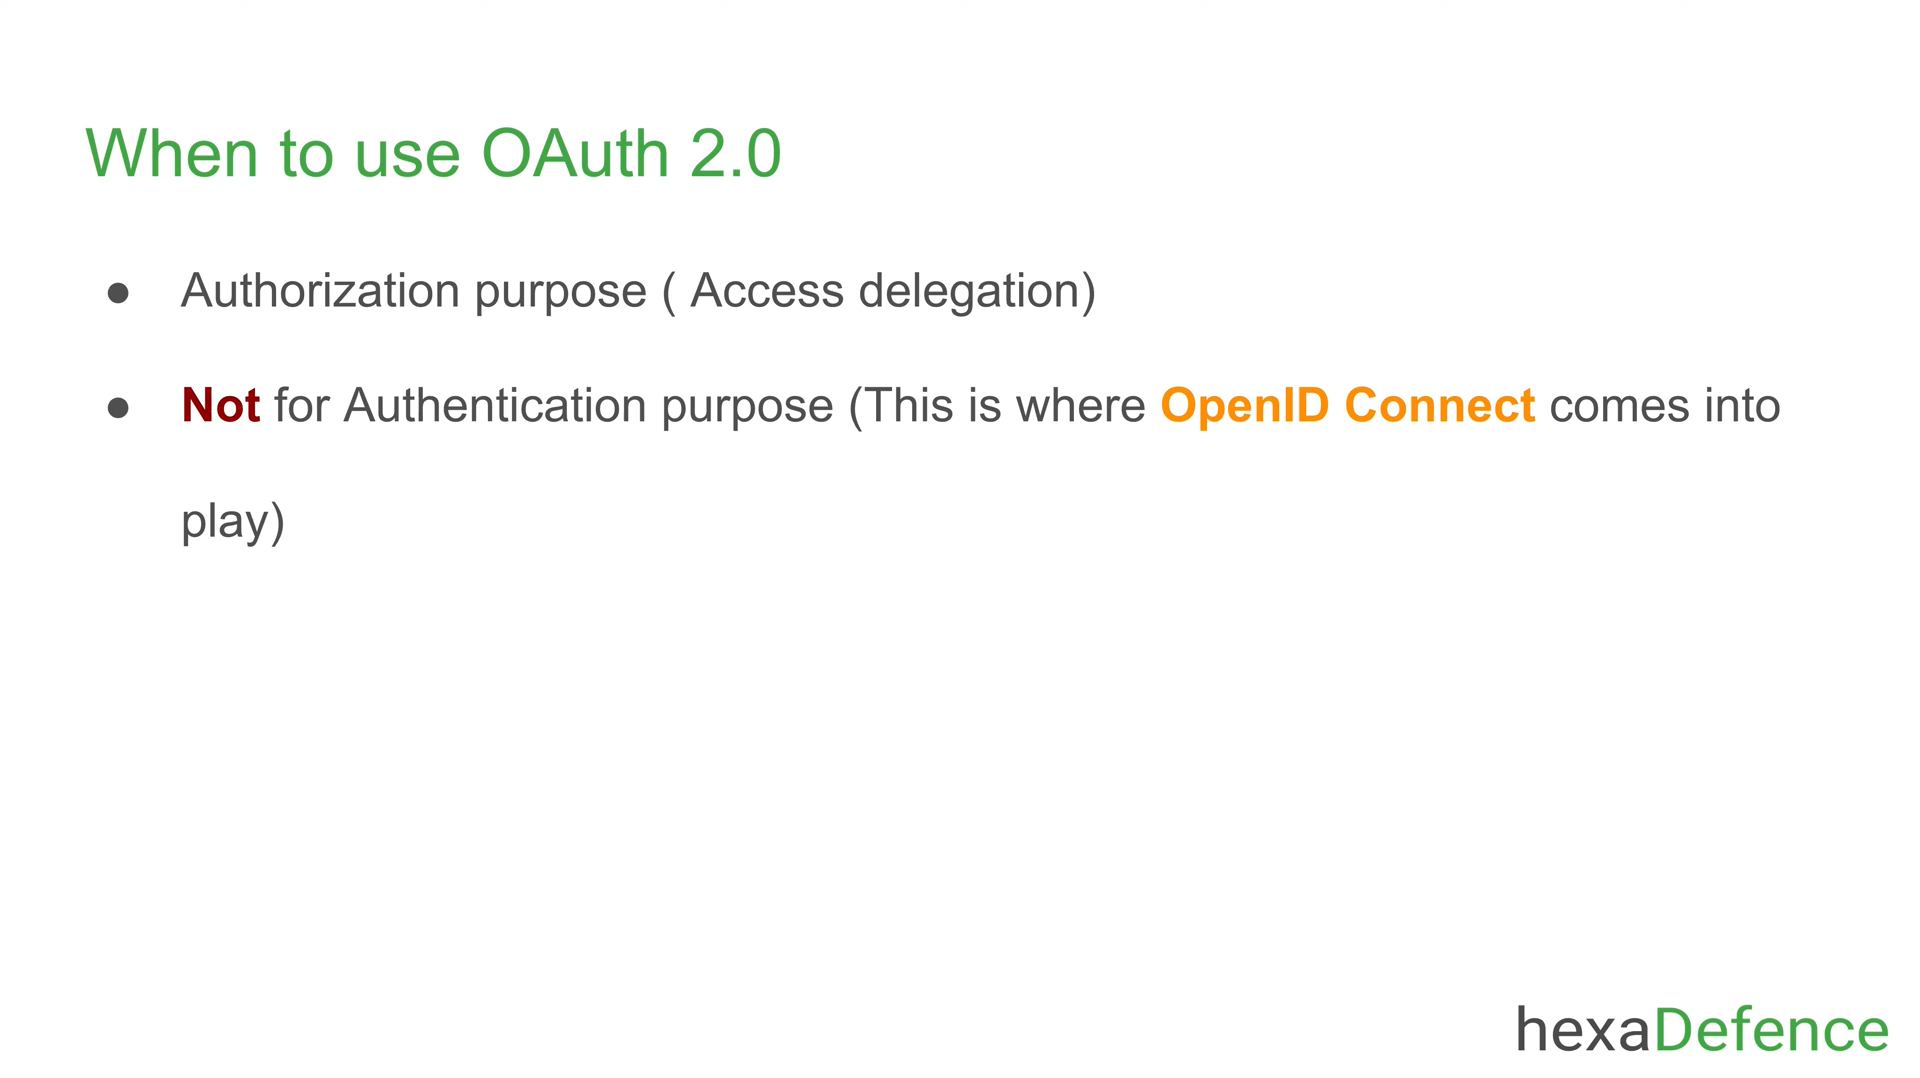 When to use OAuth 2.0
● Authorization purpose ( Access delegation)
● Not for Authentication purpose (This is where OpenID Connect comes into
play)
hexaDefence